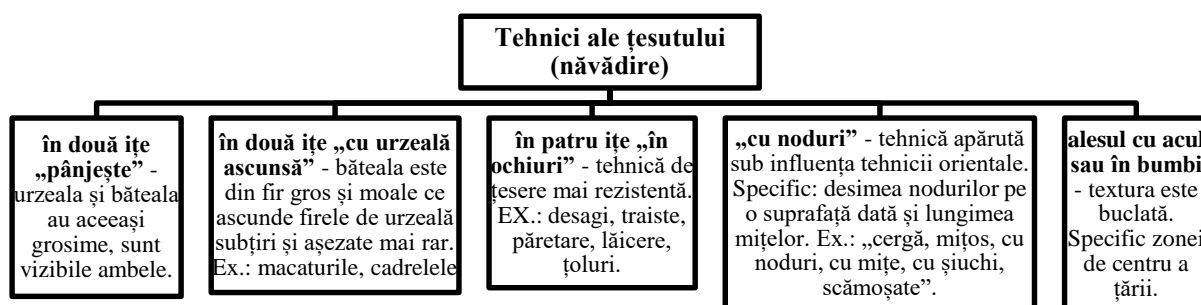 Tehnici ale țesutului
(năvădire)
în două ițe
„pânjește” -
urzeala și băteala
au aceeași
grosime, sunt
vizibile ambele.
în două ițe „cu urzeală
ascunsă” - băteala este
din fir gros și moale ce
ascunde firele de urzeală
subțiri și așezate mai rar.
Ex.: macaturile, cadrelele
în patru ițe „în
ochiuri” - tehnică de
țesere mai rezistentă.
EX.: desagi, traiste,
păretare, lăicere,
țoluri.
„cu noduri” - tehnică apărută
sub influența tehnicii orientale.
Specific: desimea nodurilor pe
o suprafață dată și lungimea
mițelor. Ex.: „cergă, mițos, cu
noduri, cu mițe, cu șiuchi,
scămoșate”.
alesul cu acul
sau în bumbi
- textura este
buclată.
Specific zonei
de centru a
țării.